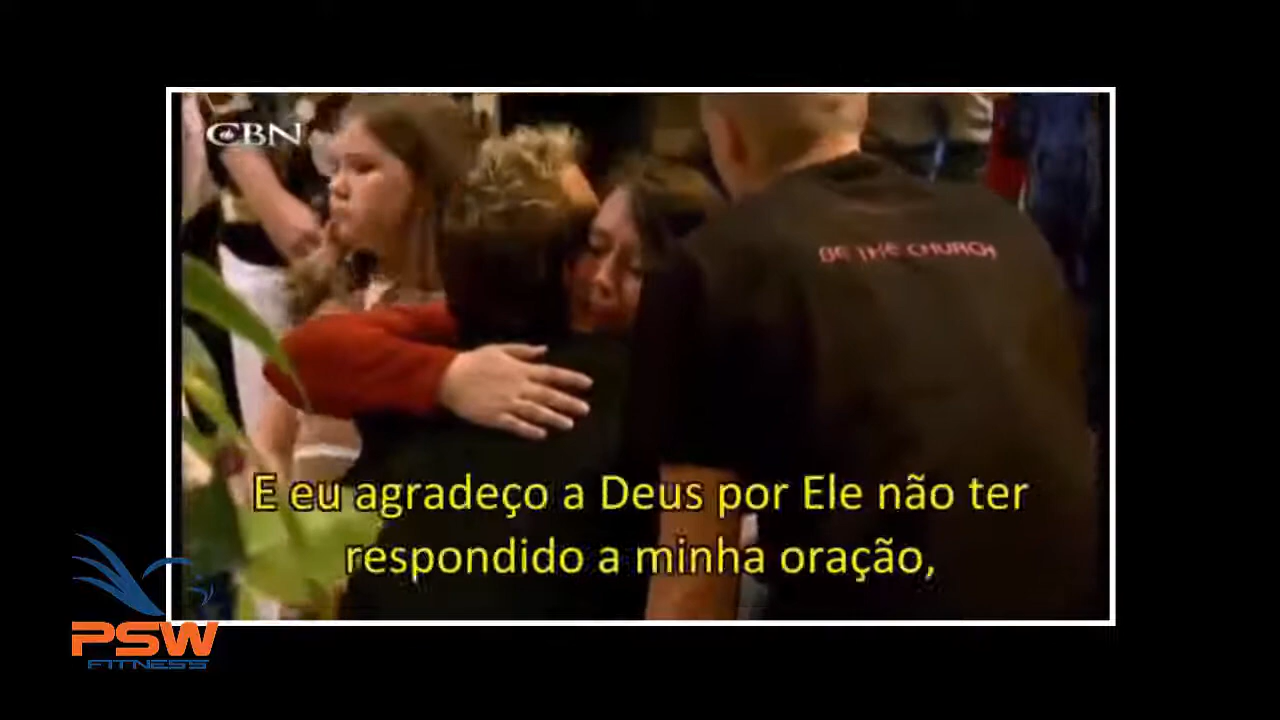 CBN
BE THE CHURCH
E eu agradeço a Deus por Ele não ter
respondido a minha oração,
PSW
FITNESS